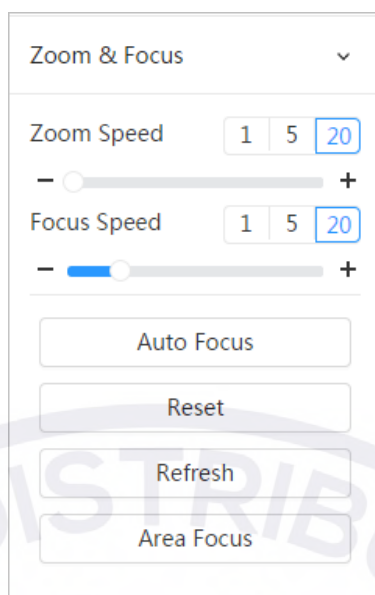 Zoom & Focus
Zoom Speed 1 5 20
− +
Focus Speed 1 5 20
− +
Auto Focus
Reset
Refresh
Area Focus